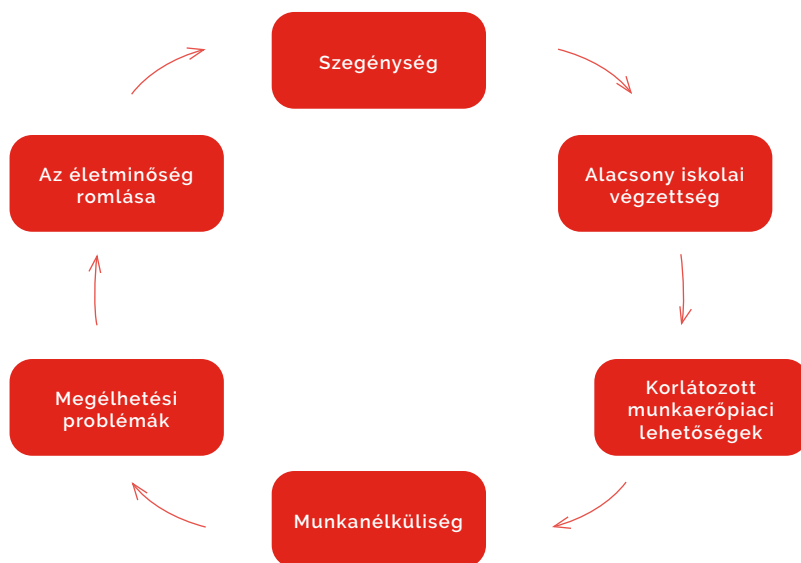 Szegénység
Alacsony iskolai
végzettség
Korlátozott
munkaerőpiaci
lehetőségek
Munkanélküliség
Megélhetési
problémák
Az életminőség
romlása